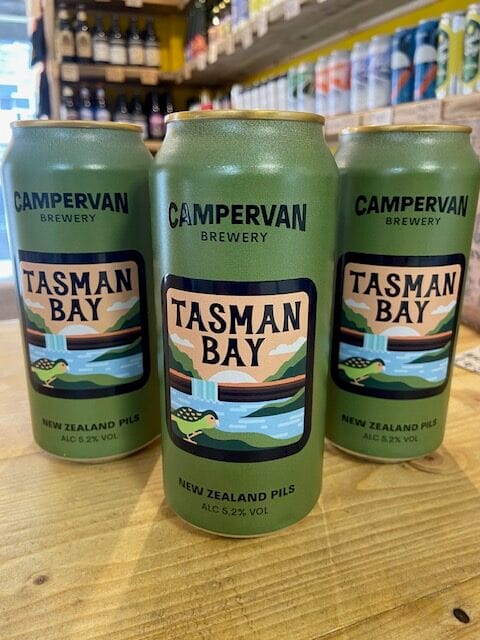 CAMPERVAN
BREWERY
TASMAN
BAY
NEW ZEALAND PILS
ALC 5.2% VOL
CAMPERVAN
BREWERY
TASMAN
BAY
NEW ZEALAND PILS
ALC 5.2% VOL
CAMPERVAN
BREWERY
TASMAN
BAY
NEW ZEALAND PILS
ALC 5.2% VOL